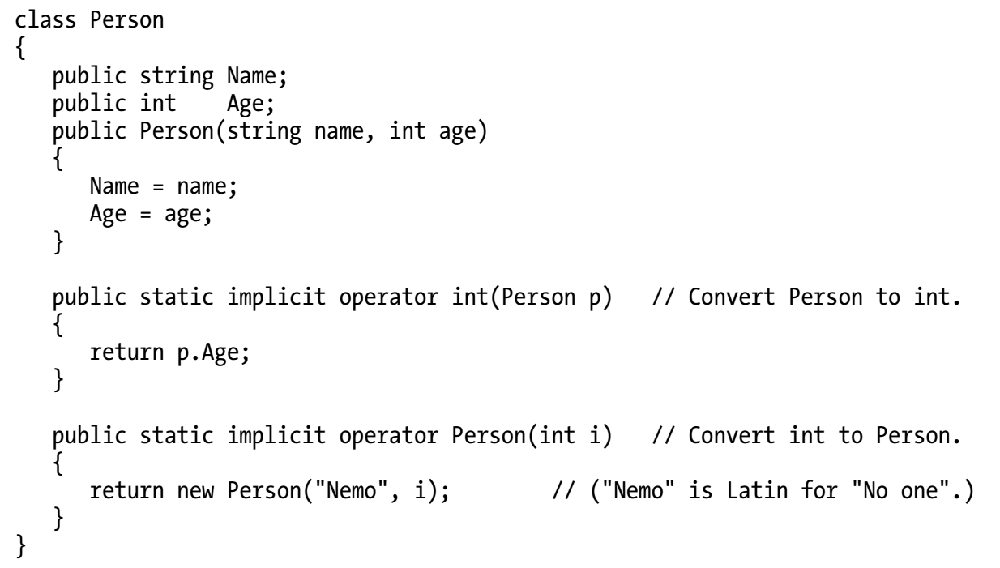 class Person
{
   public string Name;
   public int    Age;
   public Person(string name, int age)
   {
      Name = name;
      Age = age;
   }

   public static implicit operator int(Person p)   // Convert Person to int.
   {
      return p.Age;
   }

   public static implicit operator Person(int i)   // Convert int to Person.
   {
      return new Person("Nemo", i);        // ("Nemo" is Latin for "No one".)
   }
}